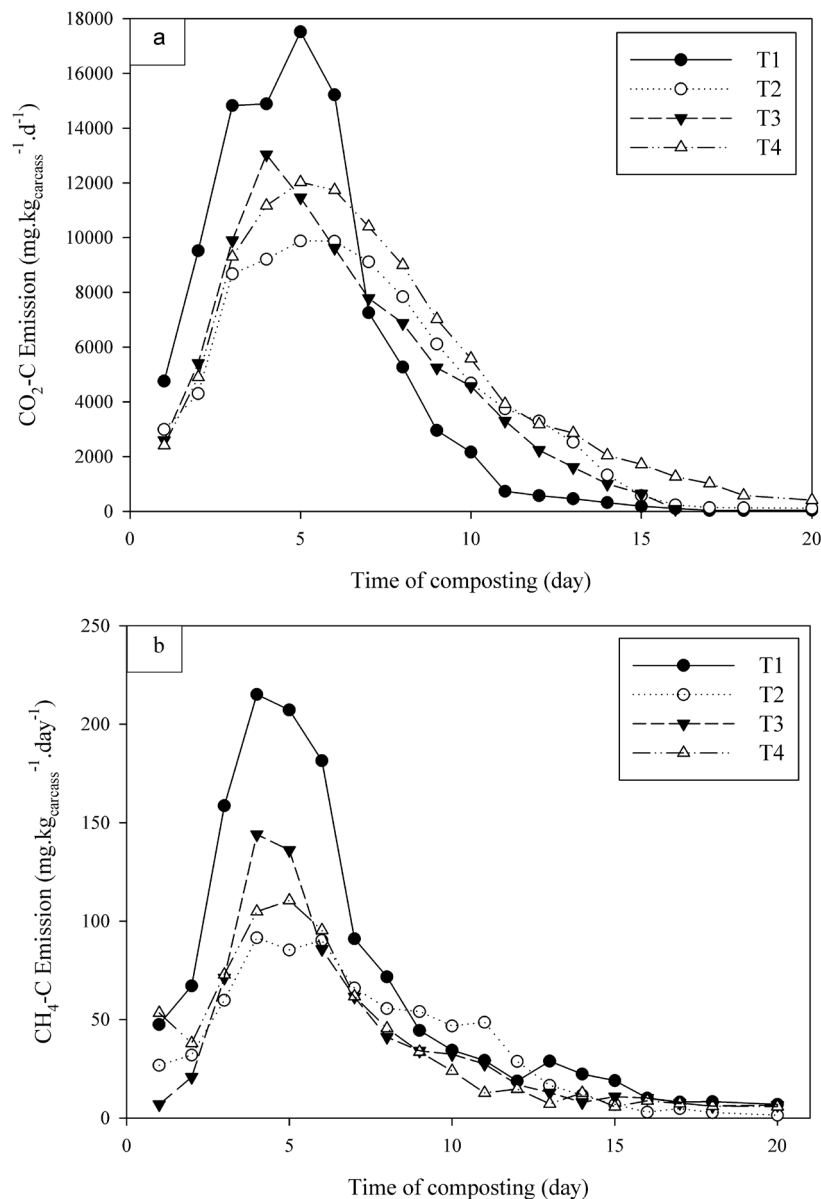 a
T1
T2
T3
T4
18000
16000
14000
12000
10000
8000
6000
4000
2000
0
CO₂-C Emission (mg.kg_carcass⁻¹.d⁻¹)
0 5 10 15 20
Time of composting (day)
b
T1
T2
T3
T4
250
200
150
100
50
0
CH₄-C Emission (mg.kg_carcass⁻¹.day⁻¹)
0 5 10 15 20
Time of composting (day)